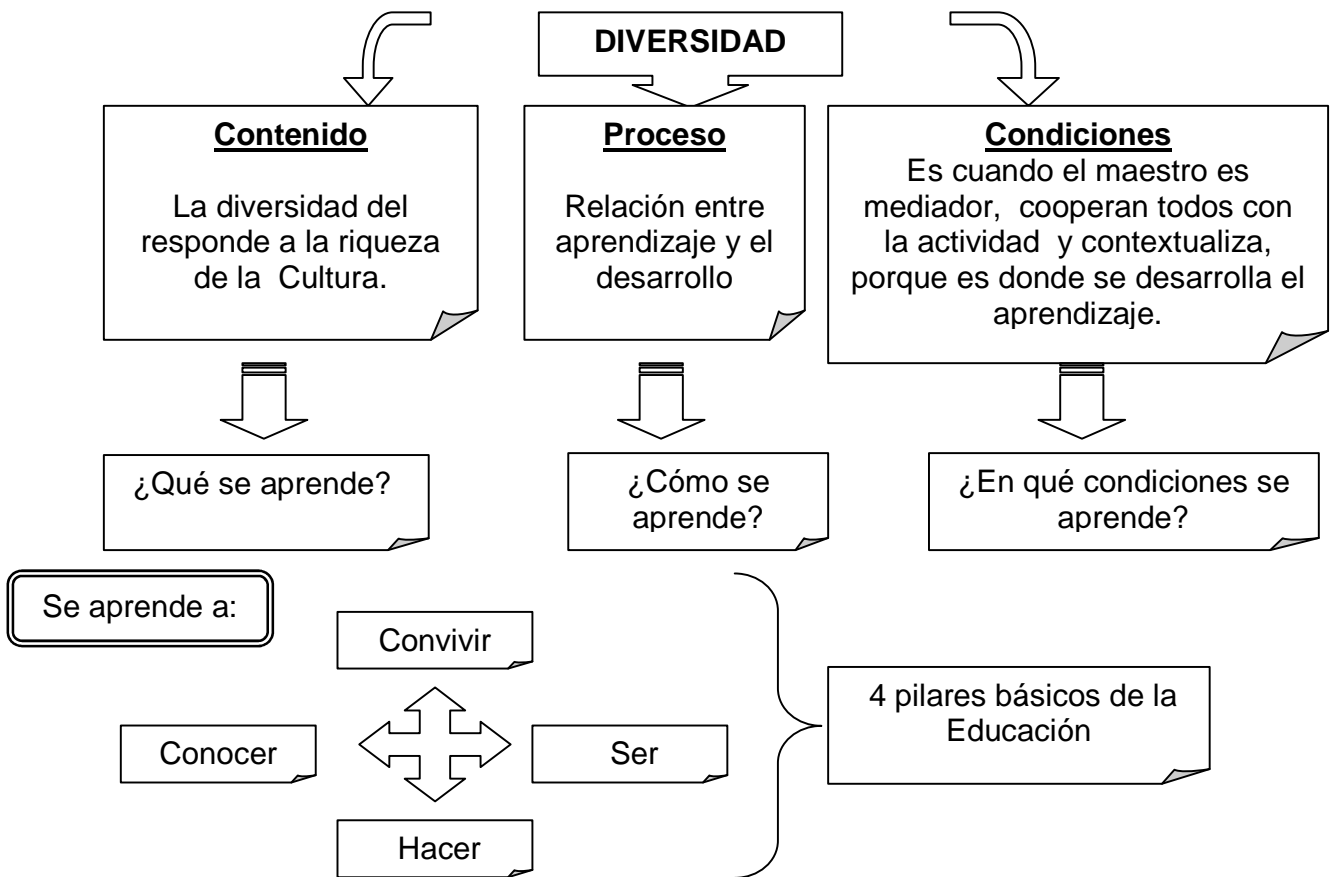 DIVERSIDAD
Contenido
La diversidad del
responde a la riqueza
de la Cultura.
Proceso
Relación entre
aprendizaje y el
desarrollo
Condiciones
Es cuando el maestro es
mediador, cooperan todos con
la actividad y contextualiza,
porque es donde se desarrolla el
aprendizaje.
¿Qué se aprende?
¿Cómo se
aprende?
¿En qué condiciones se
aprende?
Se aprende a:
Convivir
Conocer
Ser
Hacer
4 pilares básicos de la
Educación